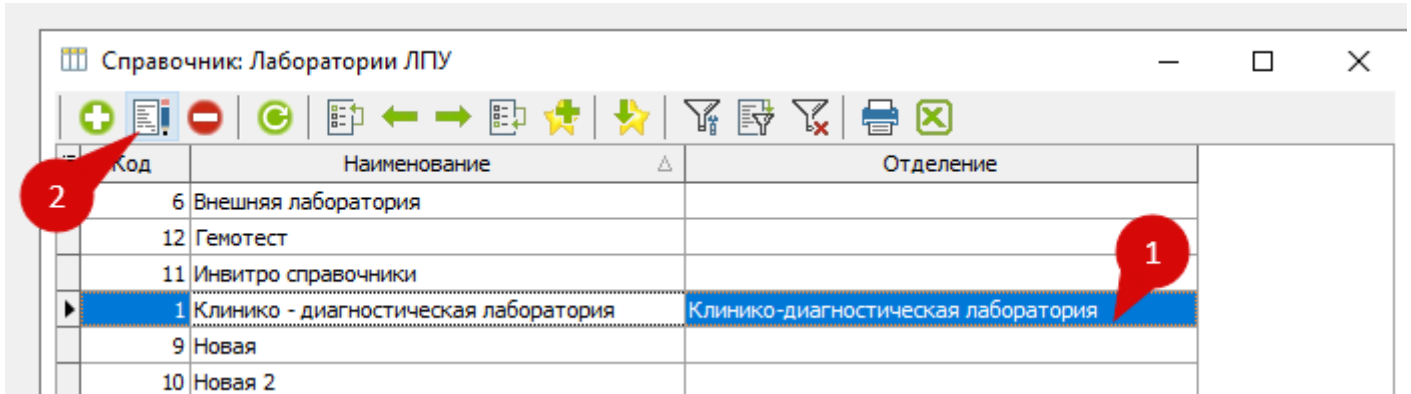 Справочник: Лаборатории ЛПУ
Код Наименование Отделение
2
6 Внешняя лаборатория
12 Гемотест
1
11 Инвитро справочники
1 Клинико - диагностическая лаборатория Клинико-диагностическая лаборатория
9 Новая
10 Новая 2